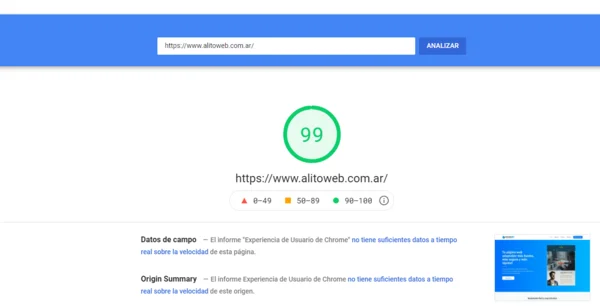 https://www.alitoweb.com.ar/
ANALIZAR
99
https://www.alitoweb.com.ar/
0–49 50–89 90–100
Datos de campo — El informe "Experiencia de Usuario de Chrome" no tiene suficientes datos a tiempo
real sobre la velocidad de esta página.
Origin Summary — El informe Experiencia de Usuario de Chrome no tiene suficientes datos a tiempo
real sobre la velocidad de este origen.